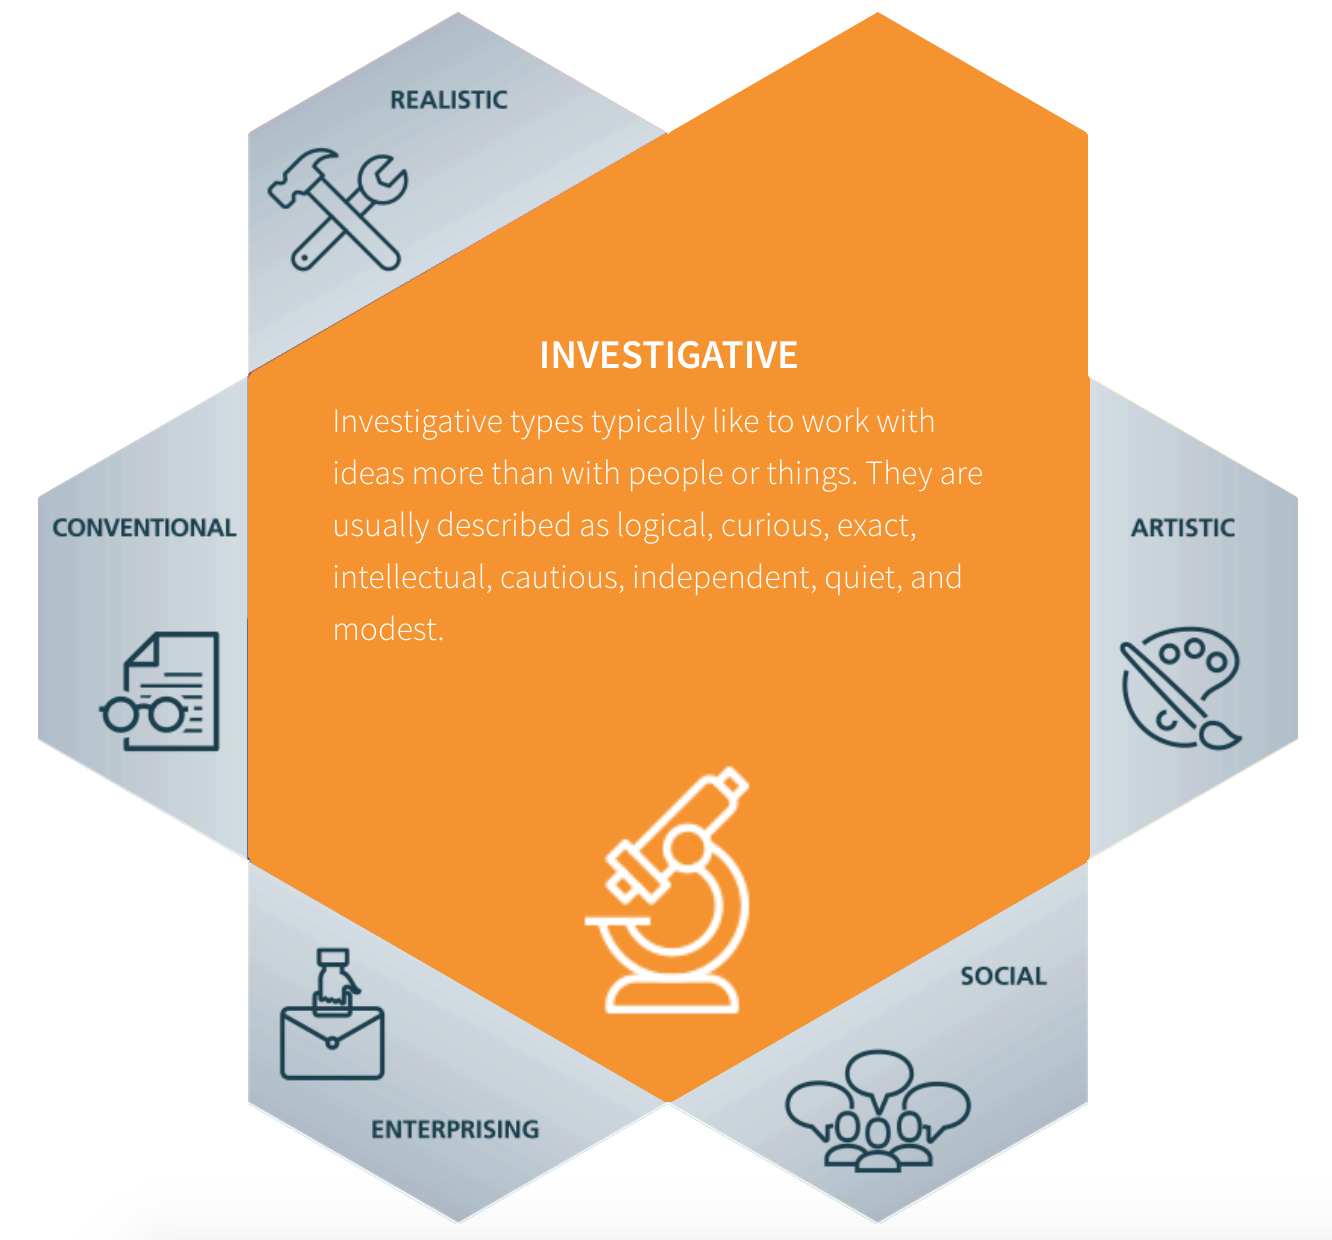 REALISTIC
INVESTIGATIVE
Investigative types typically like to work with
ideas more than with people or things. They are
usually described as logical, curious, exact,
intellectual, cautious, independent, quiet, and
modest.
CONVENTIONAL
ARTISTIC
SOCIAL
ENTERPRISING